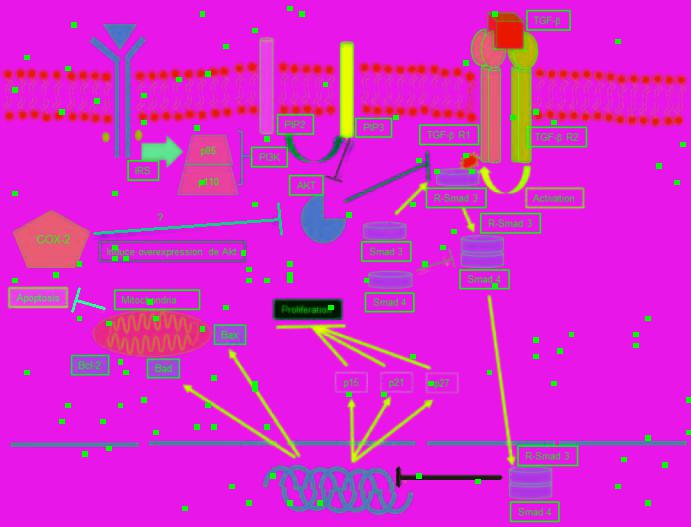 TGF-β
PIP2
PIP3
TGF-β R1
TGF-β R2
p85
PI3K
IRS
p110
AKT
R-Smad 3
Activation
?
R-Smad 3
COX-2
Smad 3
Induce overexpression de Akt
Smad 4
Apoptosis
Mitochondria
Smad 4
Proliferation
Bax
Bcl-2
Bad
p15
p21
p27
R-Smad 3
Smad 4